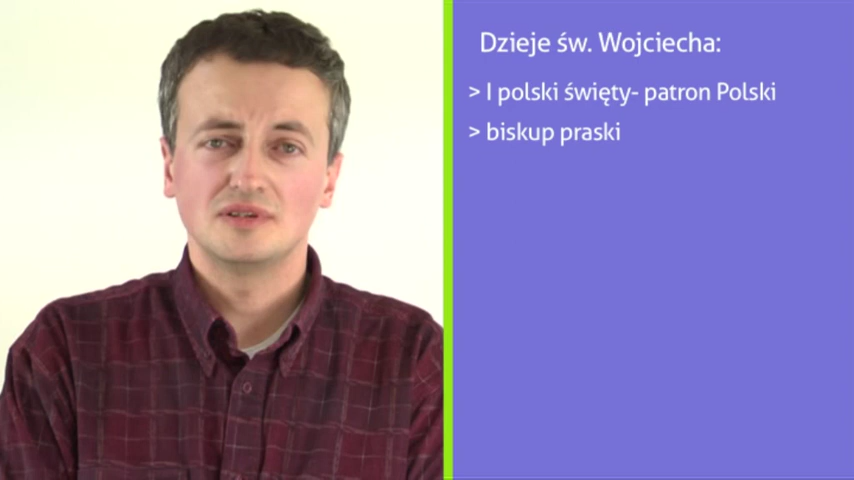 Dzieje św. Wojciecha:
> I polski święty- patron Polski
> biskup praski